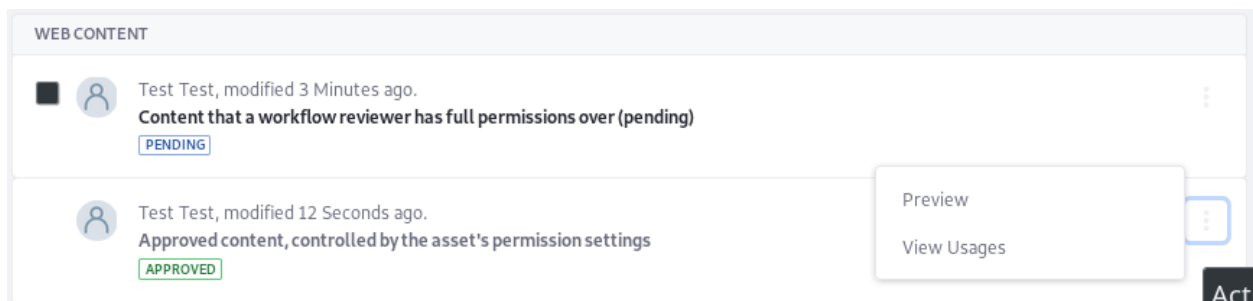 WEB CONTENT
Test Test, modified 3 Minutes ago.
Content that a workflow reviewer has full permissions over (pending)
PENDING
Test Test, modified 12 Seconds ago.
Approved content, controlled by the asset's permission settings
APPROVED
Preview
View Usages